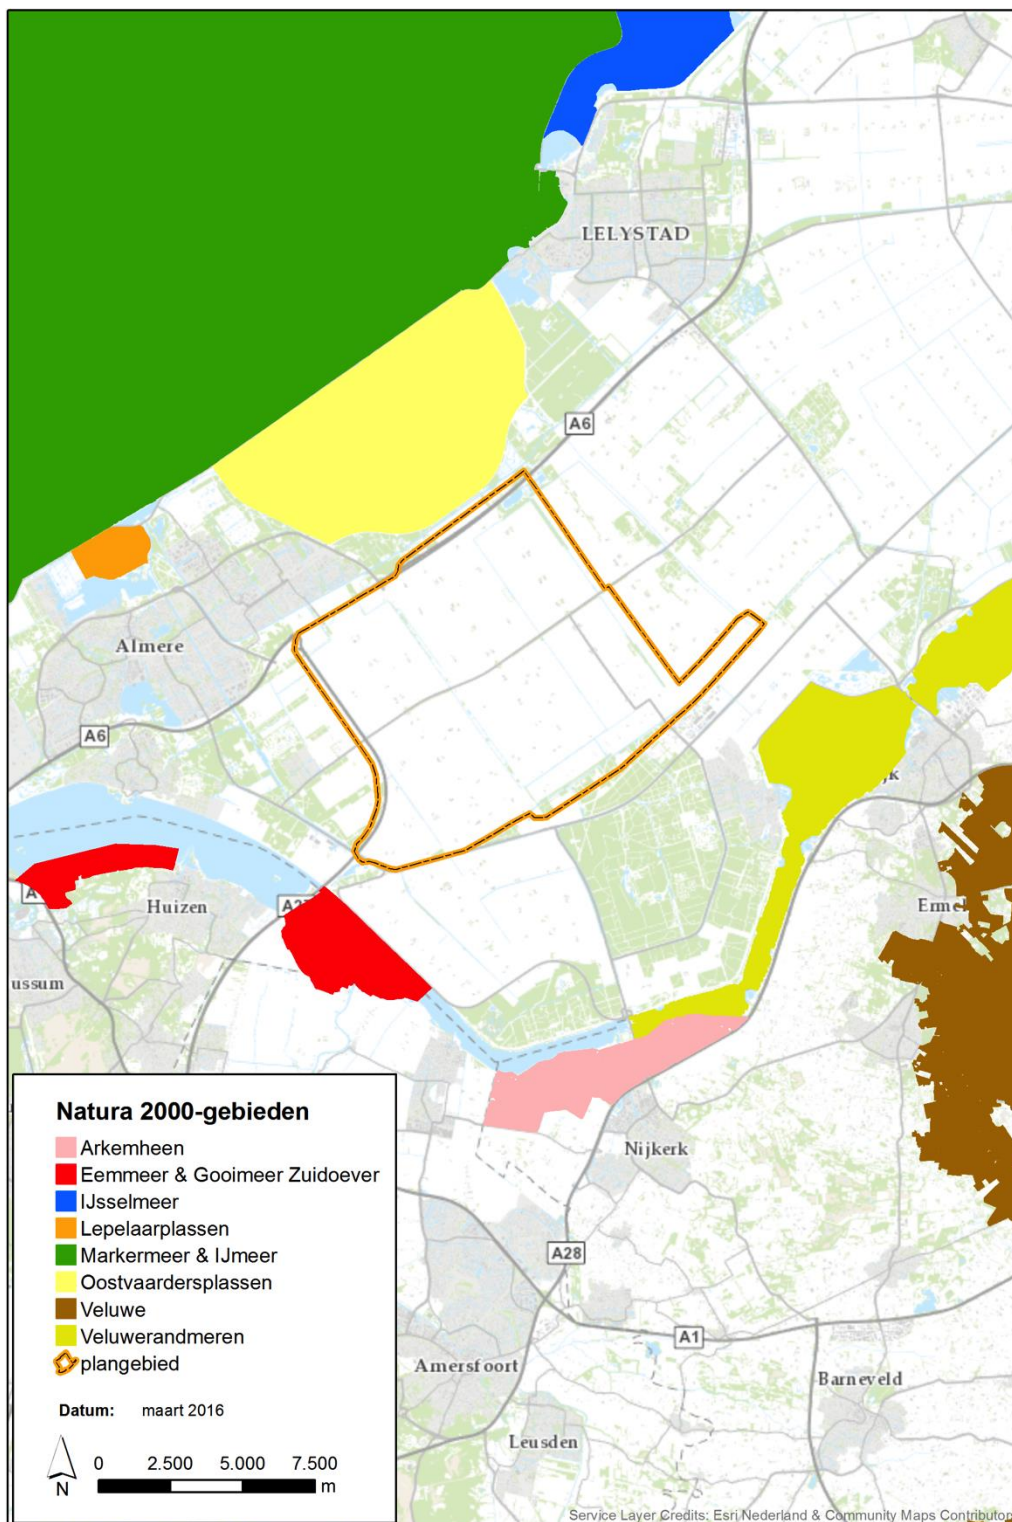 LELYSTAD
A6
Almere
A6
jk
Huizen
Ermel
ussum
Nijkerk
A28
A1
Amersfoort
Barneveld
Leusden
Natura 2000-gebieden
Arkemheen
Eemmeer & Gooimeer Zuidoever
IJsselmeer
Lepelaarplassen
Markermeer & IJmeer
Oostvaardersplassen
Veluwe
Veluwerandmeren
plangebied
Datum: maart 2016
0 2.500 5.000 7.500
m
N
Service Layer Credits: Esri Nederland & Community Maps Contributor